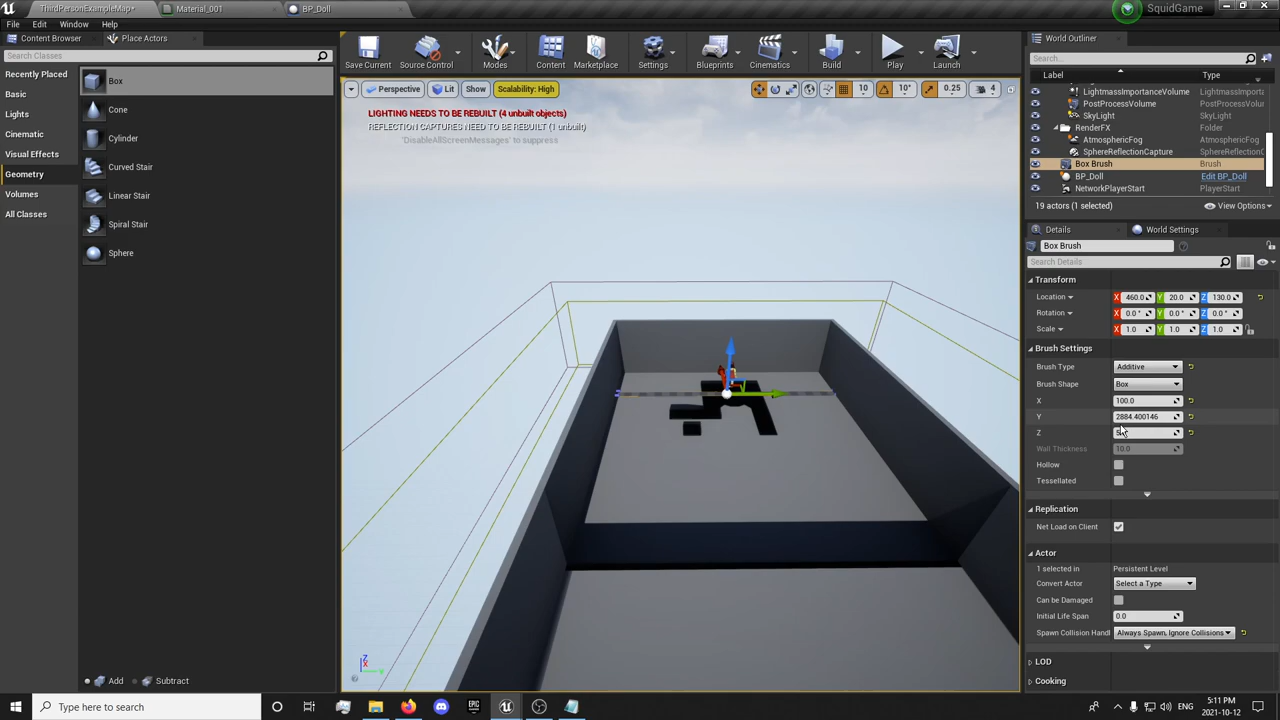 ThirdPersonExampleMap*
Material_001
BP_Doll
SquidGame
File Edit Window Help
Content Browser
Place Actors
Search Classes
Recently Placed
Basic
Lights
Cinematic
Visual Effects
Geometry
Volumes
All Classes
Box
Cone
Cylinder
Curved Stair
Linear Stair
Spiral Stair
Sphere
Add Subtract
Save Current
Source Control
Modes
Content
Marketplace
Settings
Blueprints
Cinematics
Build
Play
Launch
Perspective Lit Show Scalability: High
10 10° 0.25 4
LIGHTING NEEDS TO BE REBUILT (4 unbuilt objects)
REFLECTION CAPTURES NEED TO BE REBUILT (1 unbuilt)
'DisableAllScreenMessages' to suppress
World Outliner
Search...
Label Type
LightmassImportanceVolume LightmassImporta
PostProcessVolume PostProcessVolu
SkyLight SkyLight
RenderFX Folder
AtmosphericFog AtmosphericFog
SphereReflectionCapture SphereReflection
Box Brush Brush
BP_Doll Edit BP_Doll
NetworkPlayerStart PlayerStart
19 actors (1 selected) View Options
Details World Settings
Box Brush
Search Details
Transform
Location X 460.0 Y 20.0 Z 130.0
Rotation X 0.0° Y 0.0° Z 0.0°
Scale X 1.0 Y 1.0 Z 1.0
Brush Settings
Brush Type Additive
Brush Shape Box
X 100.0
Y 2884.400146
Z
Wall Thickness 10.0
Hollow
Tessellated
Replication
Net Load on Client
Actor
1 selected in Persistent Level
Convert Actor Select a Type
Can be Damaged
Initial Life Span 0.0
Spawn Collision Handl Always Spawn, Ignore Collisions
LOD
Cooking
Type here to search
5:11 PM
2021-10-12